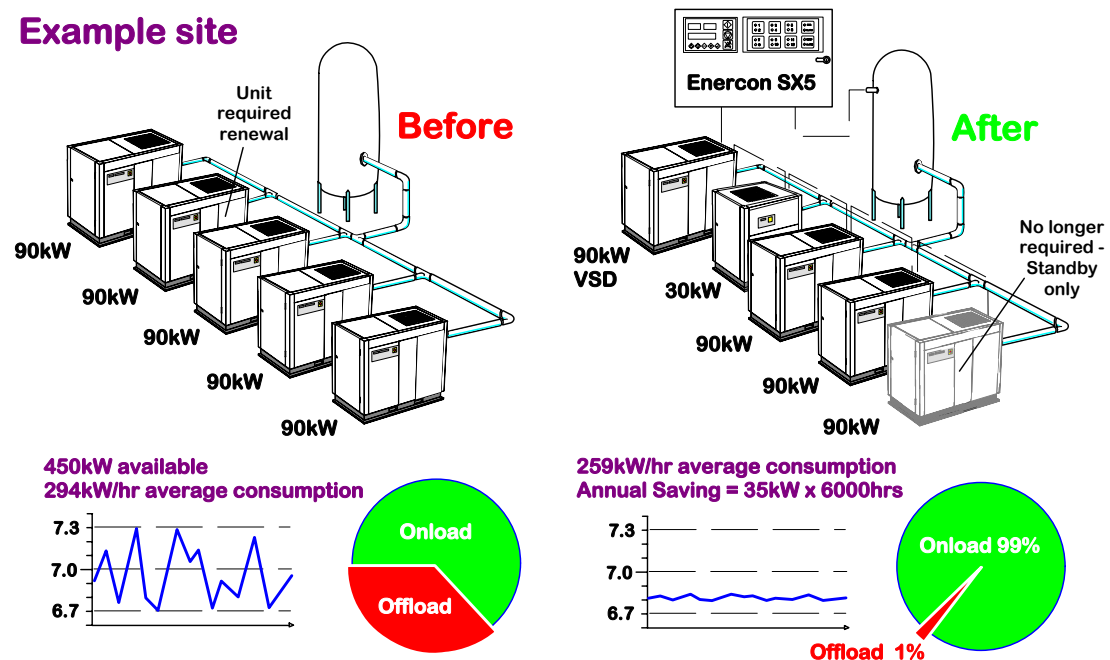 Example site
Unit
required
renewal
Before
90kW
90kW
90kW
90kW
90kW
450kW available
294kW/hr average consumption
7.3
7.0
6.7
Onload
Offload
Enercon SX5
After
No longer
required -
Standby
only
90kW
VSD
30kW
90kW
90kW
259kW/hr average consumption
Annual Saving = 35kW x 6000hrs
7.3
7.0
6.7
Onload 99%
Offload 1%